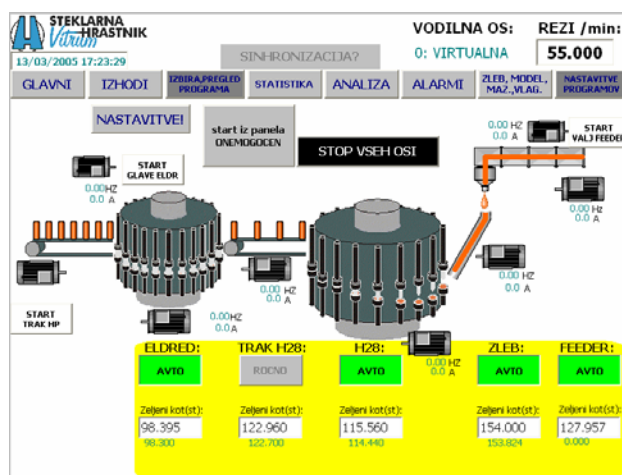 STEKLARNA
HRASTNIK
Vitrum
13/03/2005 17:23:29
SINHRONIZACIJA?
VODILNA OS:
0: VIRTUALNA
REZI /min:
55.000
GLAVNI
IZHODI
IZBIRA,PREGLED
PROGRAMA
STATISTIKA
ANALIZA
ALARMI
ZLEB, MODEL,
MAZ.,VLAG.
NASTAVITVE
PROGRAMOV
NASTAVITVE!
start iz panela
ONEMOGOCEN
STOP VSEH OSI
0.00 HZ
0.0 A
START
VALJ FEEDER
START
GLAVE ELDR
0.00 HZ
0.0 A
0.00 Hz
0.0 A
0.00 HZ
0.0 A
0.00 HZ
0.0 A
START
TRAK HP
0.00 HZ
0.0 A
0.00 HZ
0.0 A
ELDRED:
TRAK H28:
H28:
ZLEB:
FEEDER:
AVTO
ROCNO
AVTO
AVTO
AVTO
Zeljeni kot(st):
Zeljeni kot(st):
Zeljeni kot(st):
Zeljeni kot(st):
Zeljeni kot(st):
98.395
122.960
115.560
154.000
127.957
98.300
122.700
114.440
153.824
0.000